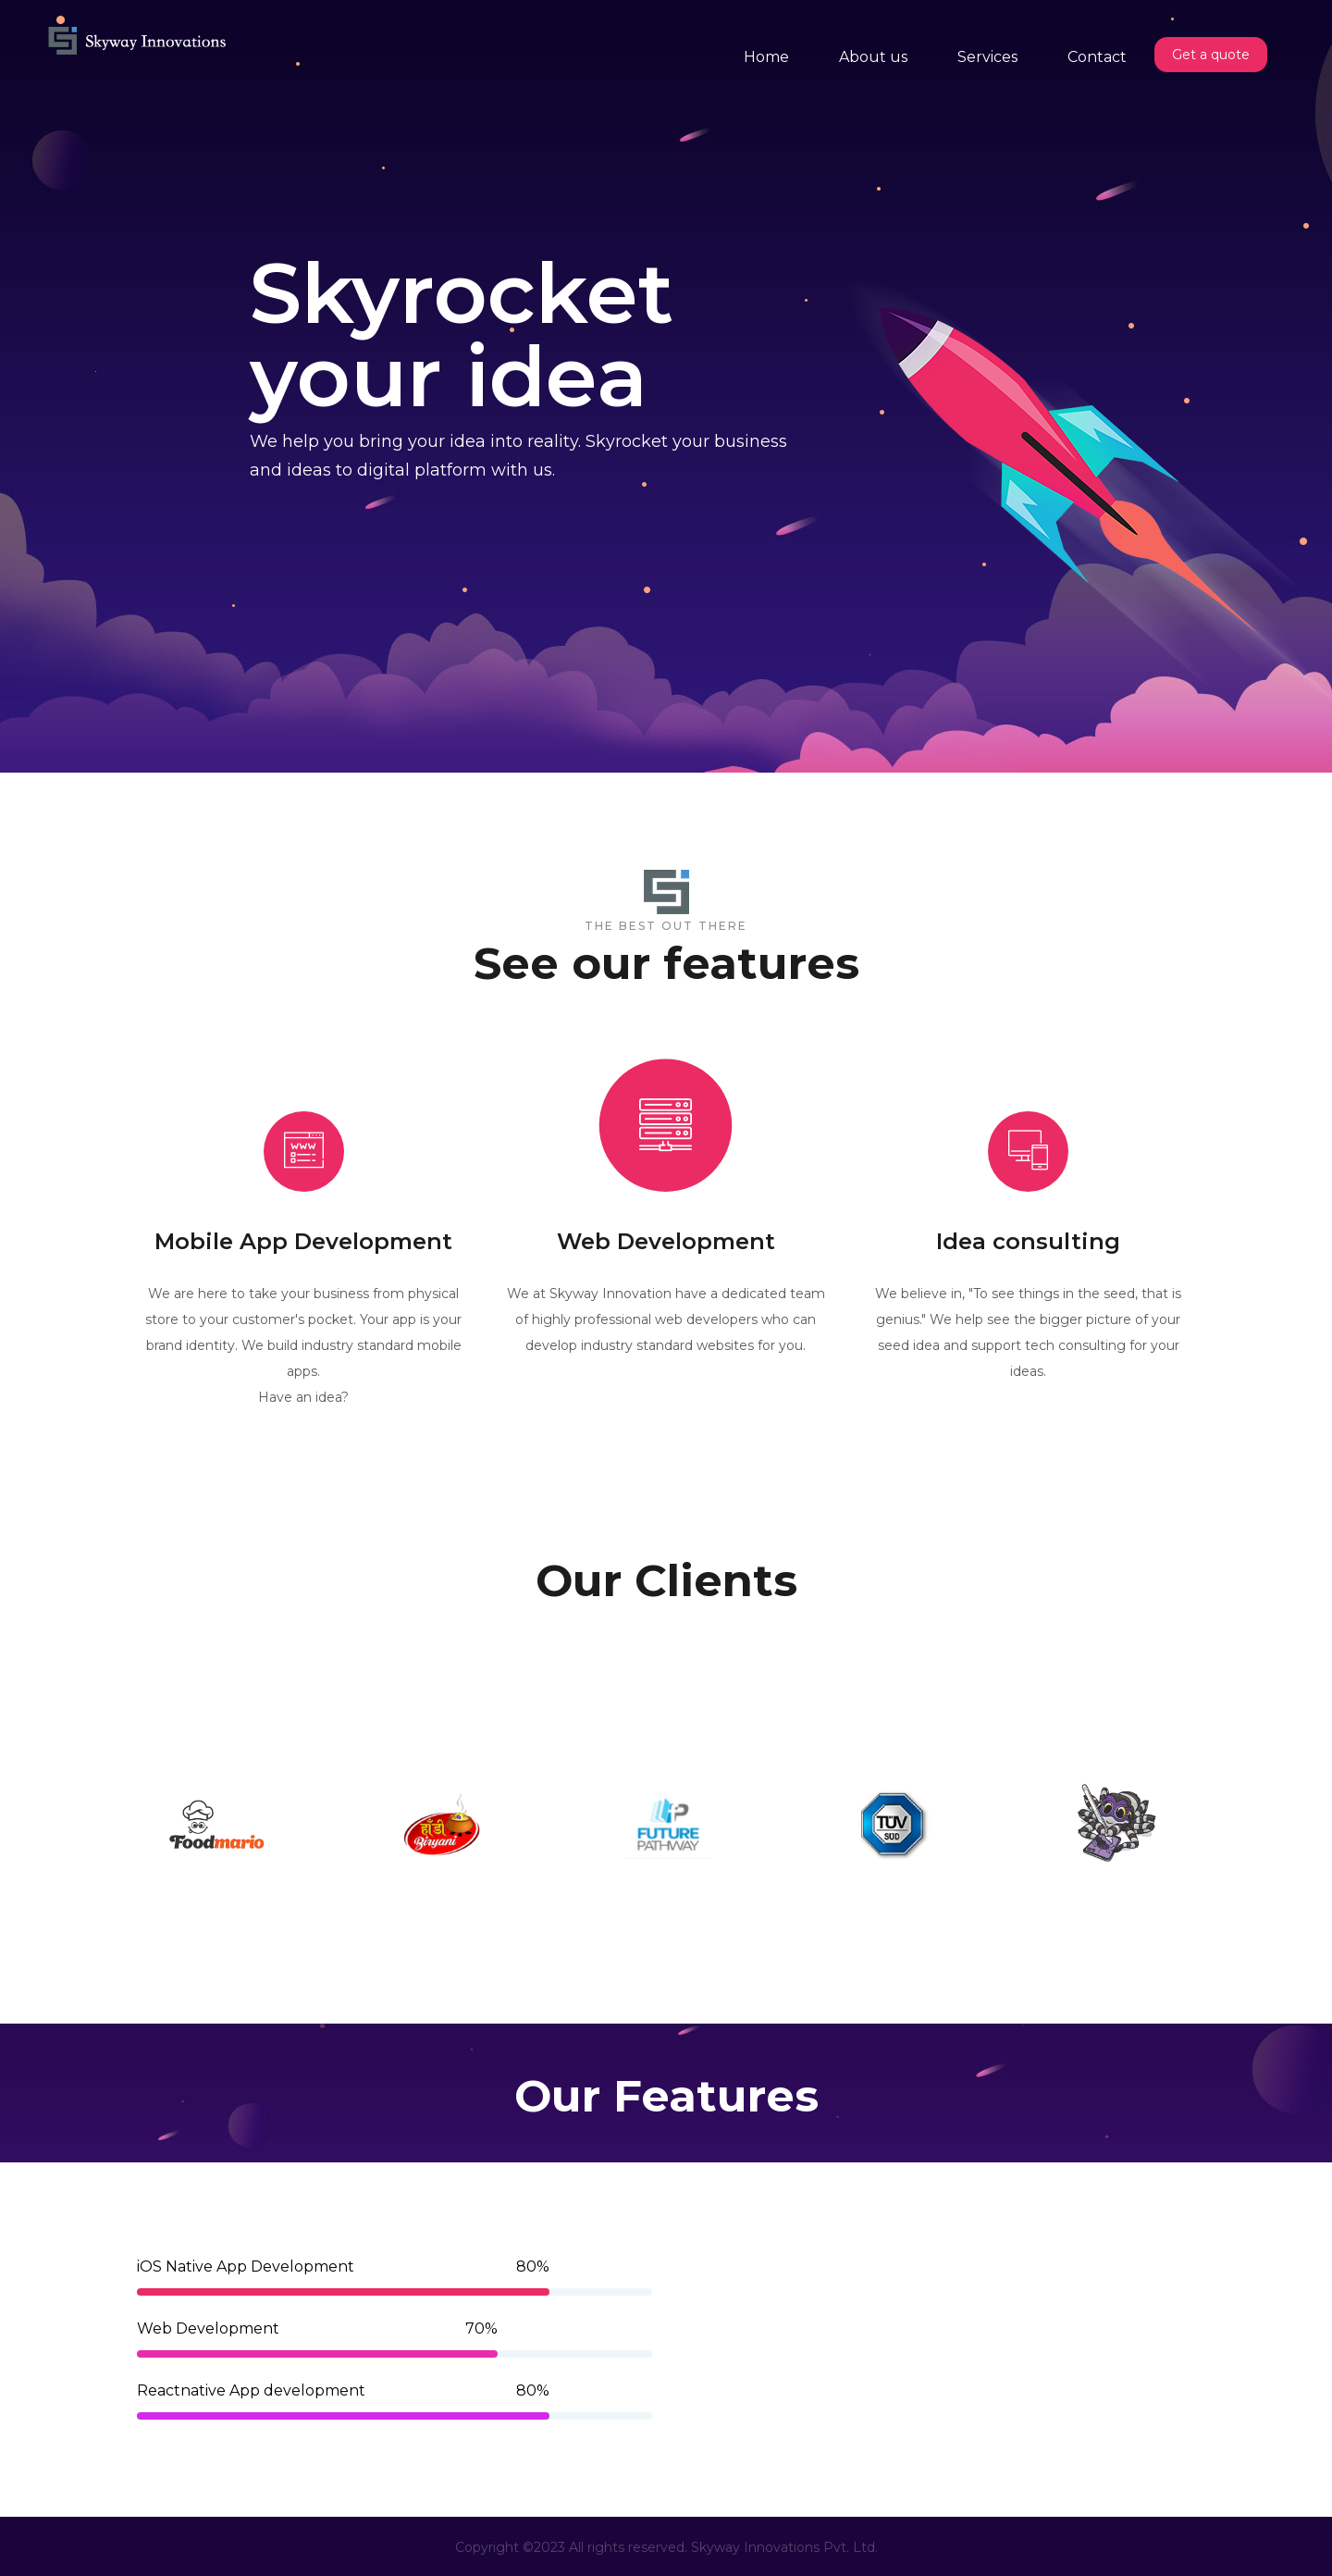 Skyway Innovations
Home About us Services Contact Get a quote
Skyrocket
your idea
We help you bring your idea into reality. Skyrocket your business
and ideas to digital platform with us.
THE BEST OUT THERE
See our features
WWW
Mobile App Development
We are here to take your business from physical
store to your customer's pocket. Your app is your
brand identity. We build industry standard mobile
apps.
Have an idea?
Web Development
We at Skyway Innovation have a dedicated team
of highly professional web developers who can
develop industry standard websites for you.
Idea consulting
We believe in, "To see things in the seed, that is
genius." We help see the bigger picture of your
seed idea and support tech consulting for your
ideas.
Our Clients
Foodmario
हाँडी
Biryani
FUTURE
PATHWAY
TÜV
SÜD
Our Features
iOS Native App Development 80%
Web Development 70%
Reactnative App development 80%
Copyright ©2023 All rights reserved. Skyway Innovations Pvt. Ltd.